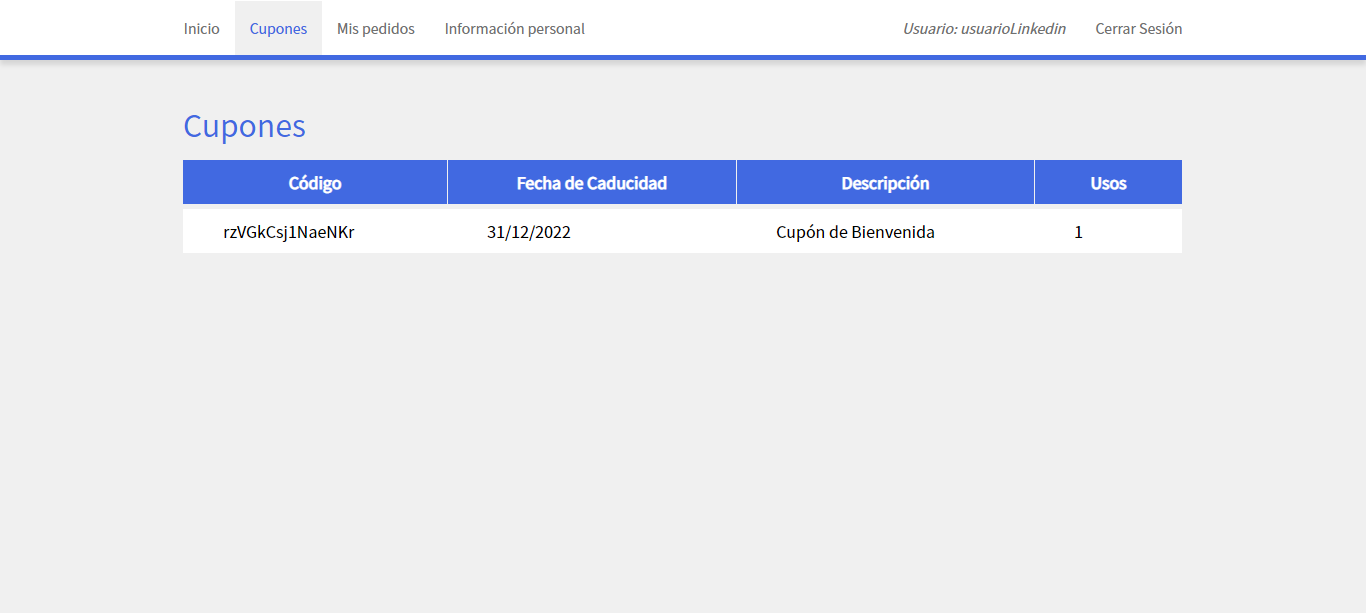 Inicio Cupones Mis pedidos Información personal Usuario: usuarioLinkedin Cerrar Sesión
Cupones
Código Fecha de Caducidad Descripción Usos
rzVGkCsj1NaeNKr 31/12/2022 Cupón de Bienvenida 1